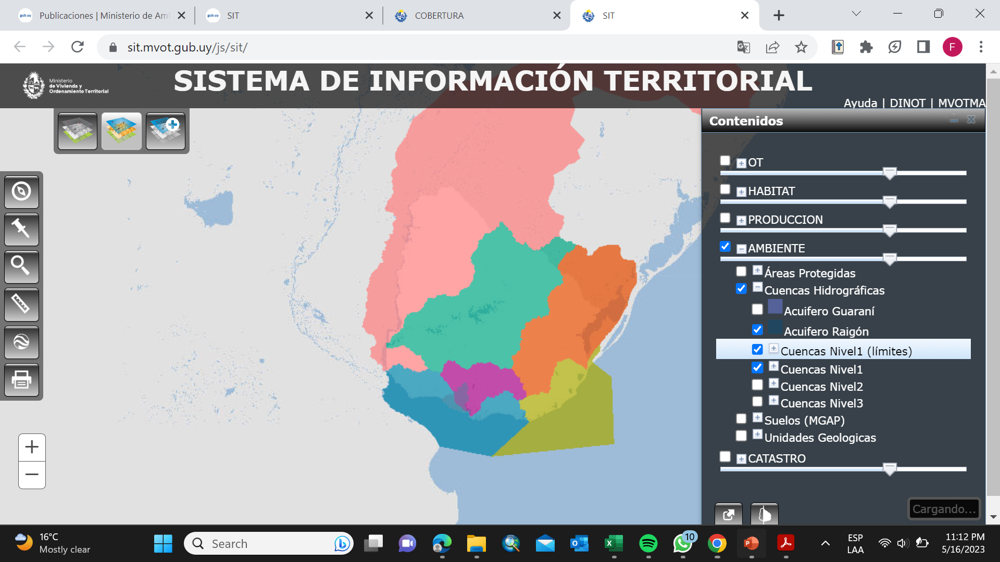 Publicaciones | Ministerio de Am
SIT
COBERTURA
SIT
sit.mvot.gub.uy/js/sit/
F
Ministerio
de Vivienda y
Ordenamiento Territorial
SISTEMA DE INFORMACIÓN TERRITORIAL
Ayuda | DINOT | MVOTMA
Contenidos
OT
HABITAT
PRODUCCION
AMBIENTE
Áreas Protegidas
Cuencas Hidrográficas
Acuifero Guaraní
Acuifero Raigón
Cuencas Nivel1 (límites)
Cuencas Nivel1
Cuencas Nivel2
Cuencas Nivel3
Suelos (MGAP)
Unidades Geologicas
CATASTRO
Cargando...
16°C
Mostly clear
Search
10
ESP
LAA
11:12 PM
5/16/2023